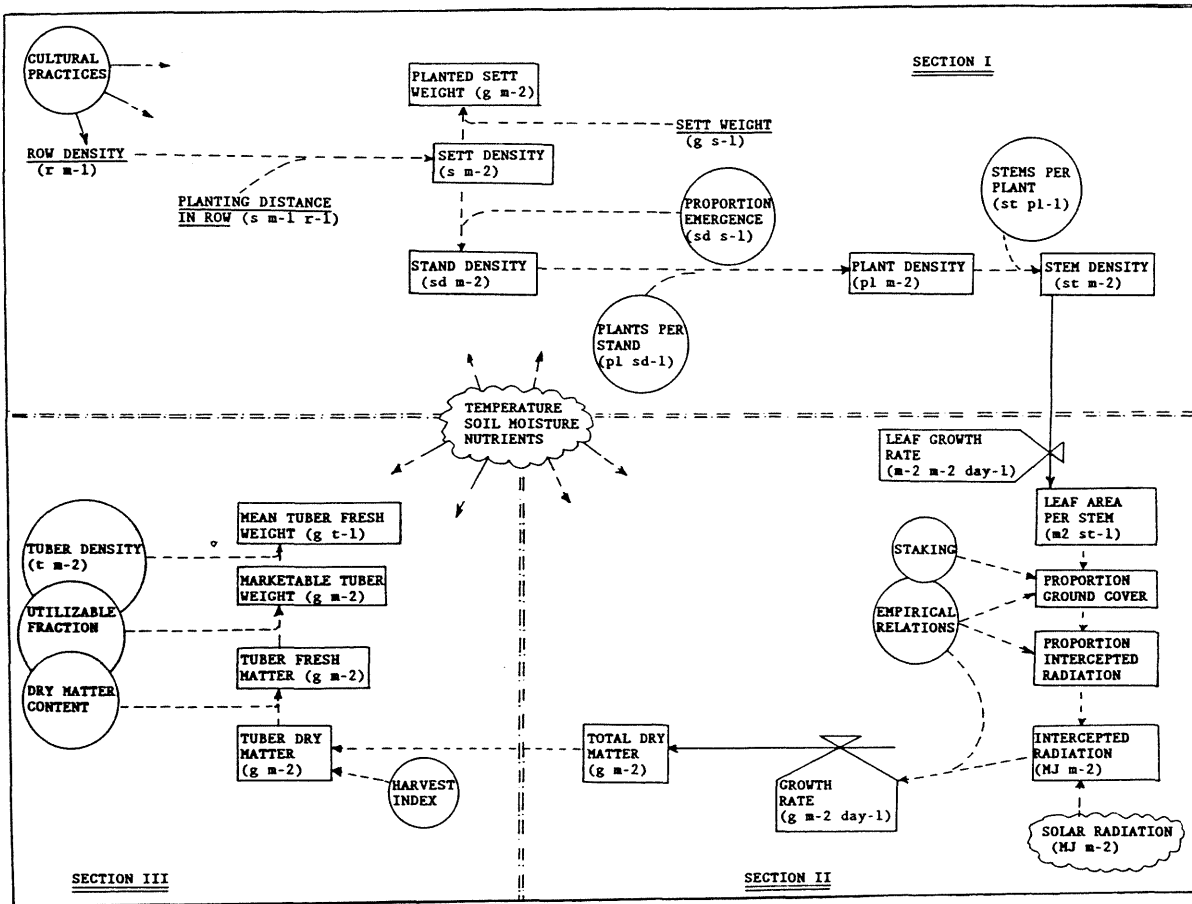 CULTURAL
PRACTICES
SECTION I
PLANTED SETT
WEIGHT (g m-2)
SETT WEIGHT
(g s-1)
ROW DENSITY
(r m-1)
SETT DENSITY
(s m-2)
STEMS PER
PLANT
(st pl-1)
PLANTING DISTANCE
IN ROW (s m-1 r-1)
PROPORTION
EMERGENCE
(sd s-1)
STAND DENSITY
(sd m-2)
PLANT DENSITY
(pl m-2)
STEM DENSITY
(st m-2)
PLANTS PER
STAND
(pl sd-1)
TEMPERATURE
SOIL MOISTURE
NUTRIENTS
LEAF GROWTH
RATE
(m-2 m-2 day-1)
LEAF AREA
PER STEM
(m2 st-1)
STAKING
PROPORTION
GROUND COVER
EMPIRICAL
RELATIONS
PROPORTION
INTERCEPTED
RADIATION
INTERCEPTED
RADIATION
(MJ m-2)
SOLAR RADIATION
(MJ m-2)
GROWTH
RATE
(g m-2 day-1)
TOTAL DRY
MATTER
(g m-2)
SECTION II
MEAN TUBER FRESH
WEIGHT (g t-1)
TUBER DENSITY
(t m-2)
MARKETABLE TUBER
WEIGHT (g m-2)
UTILIZABLE
FRACTION
TUBER FRESH
MATTER (g m-2)
DRY MATTER
CONTENT
TUBER DRY
MATTER
(g m-2)
HARVEST
INDEX
SECTION III